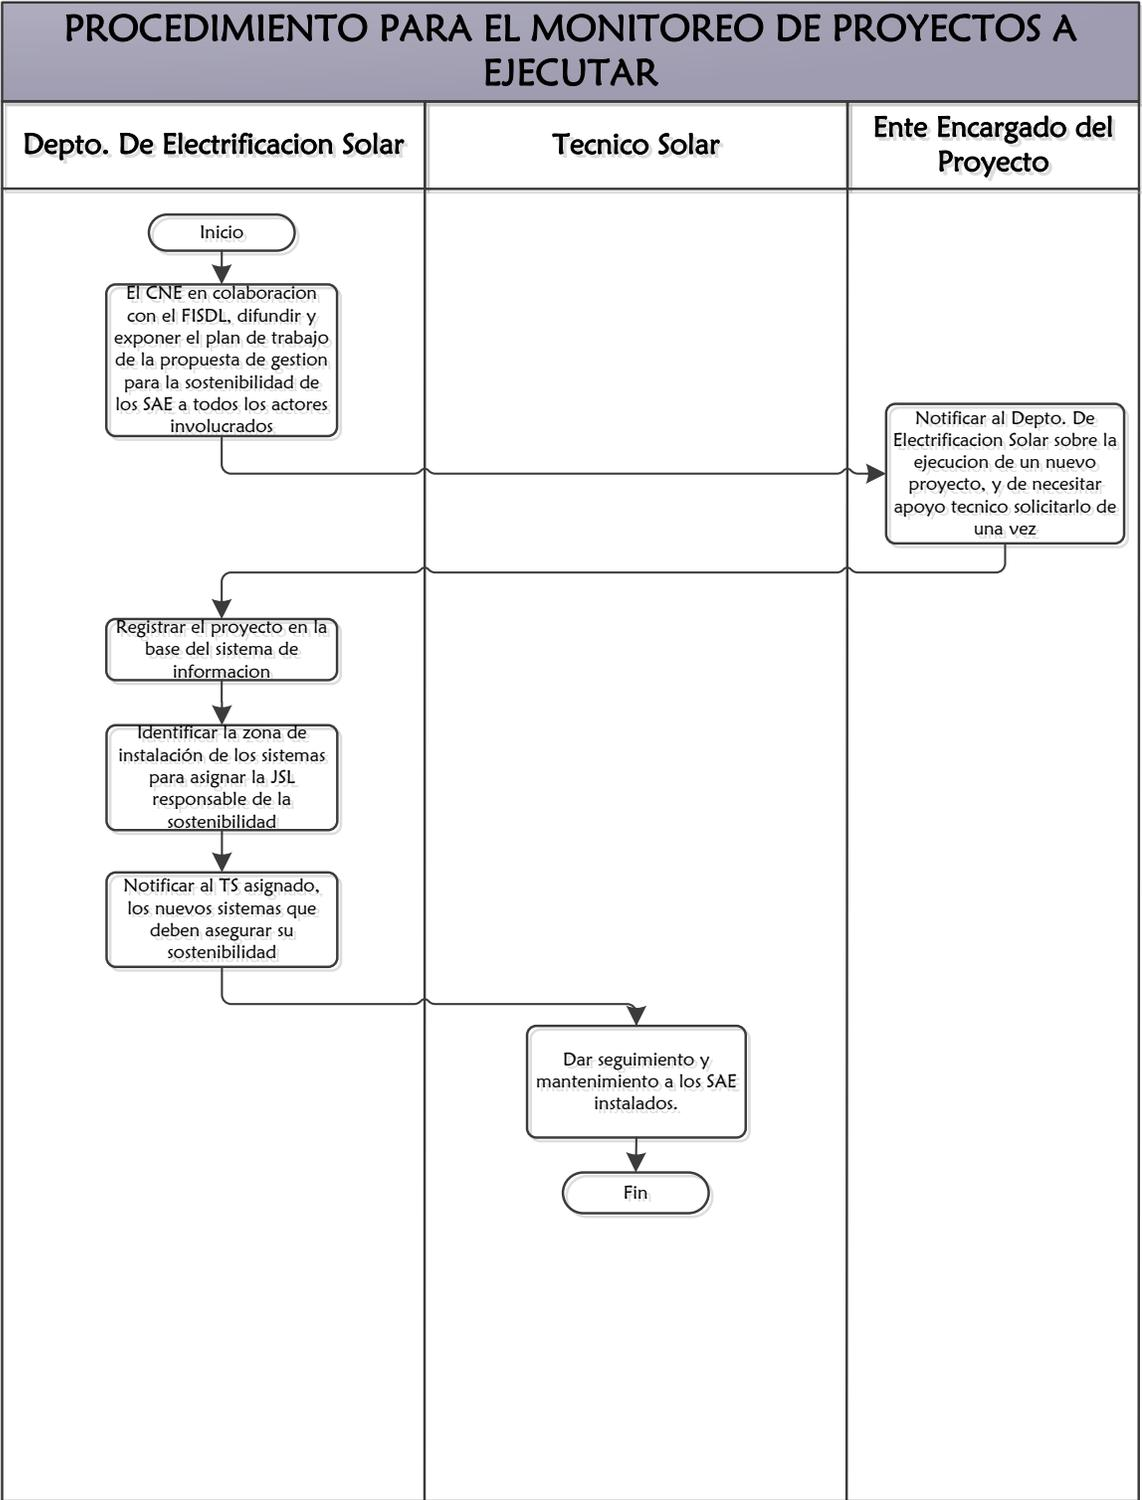 PROCEDIMIENTO PARA EL MONITOREO DE PROYECTOS A
EJECUTAR
Depto. De Electrificacion Solar
Tecnico Solar
Ente Encargado del
Proyecto
Inicio
El CNE en colaboracion
con el FISDL, difundir y
exponer el plan de trabajo
de la propuesta de gestion
para la sostenibilidad de
los SAE a todos los actores
involucrados
Notificar al Depto. De
Electrificacion Solar sobre la
ejecucion de un nuevo
proyecto, y de necesitar
apoyo tecnico solicitarlo de
una vez
Registrar el proyecto en la
base del sistema de
informacion
Identificar la zona de
instalación de los sistemas
para asignar la JSL
responsable de la
sostenibilidad
Notificar al TS asignado,
los nuevos sistemas que
deben asegurar su
sostenibilidad
Dar seguimiento y
mantenimiento a los SAE
instalados.
Fin